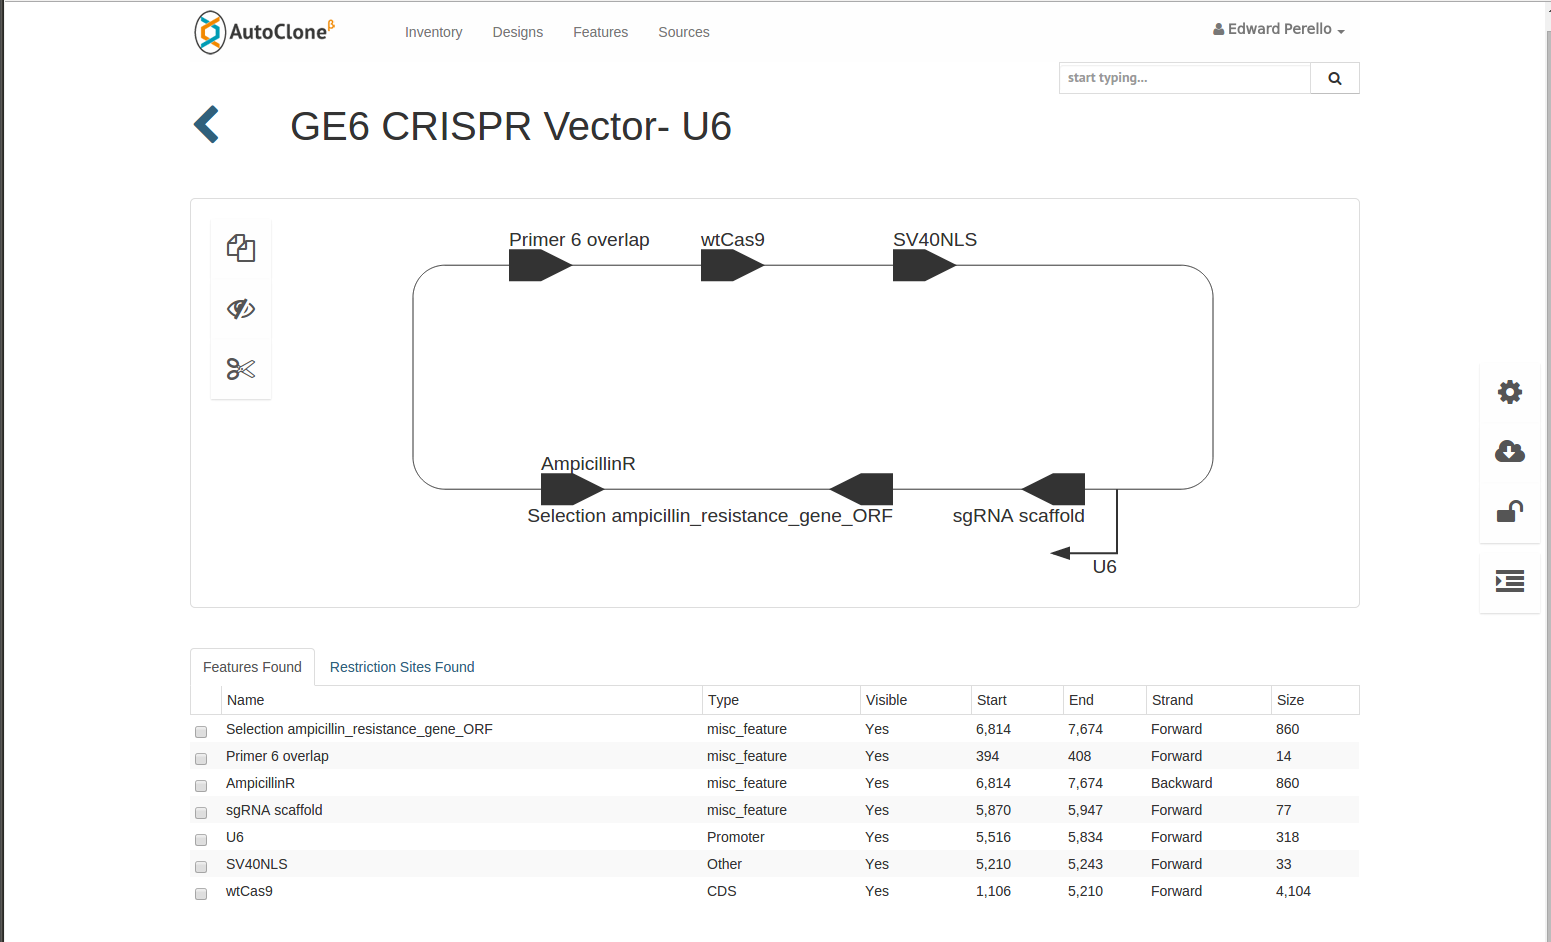 AutoClone β Inventory Designs Features Sources Edward Perello
start typing...
GE6 CRISPR Vector- U6
Primer 6 overlap wtCas9 SV40NLS
AmpicillinR
Selection ampicillin_resistance_gene_ORF sgRNA scaffold
U6
Features Found Restriction Sites Found
Name Type Visible Start End Strand Size
Selection ampicillin_resistance_gene_ORF misc_feature Yes 6,814 7,674 Forward 860
Primer 6 overlap misc_feature Yes 394 408 Forward 14
AmpicillinR misc_feature Yes 6,814 7,674 Backward 860
sgRNA scaffold misc_feature Yes 5,870 5,947 Forward 77
U6 Promoter Yes 5,516 5,834 Forward 318
SV40NLS Other Yes 5,210 5,243 Forward 33
wtCas9 CDS Yes 1,106 5,210 Forward 4,104